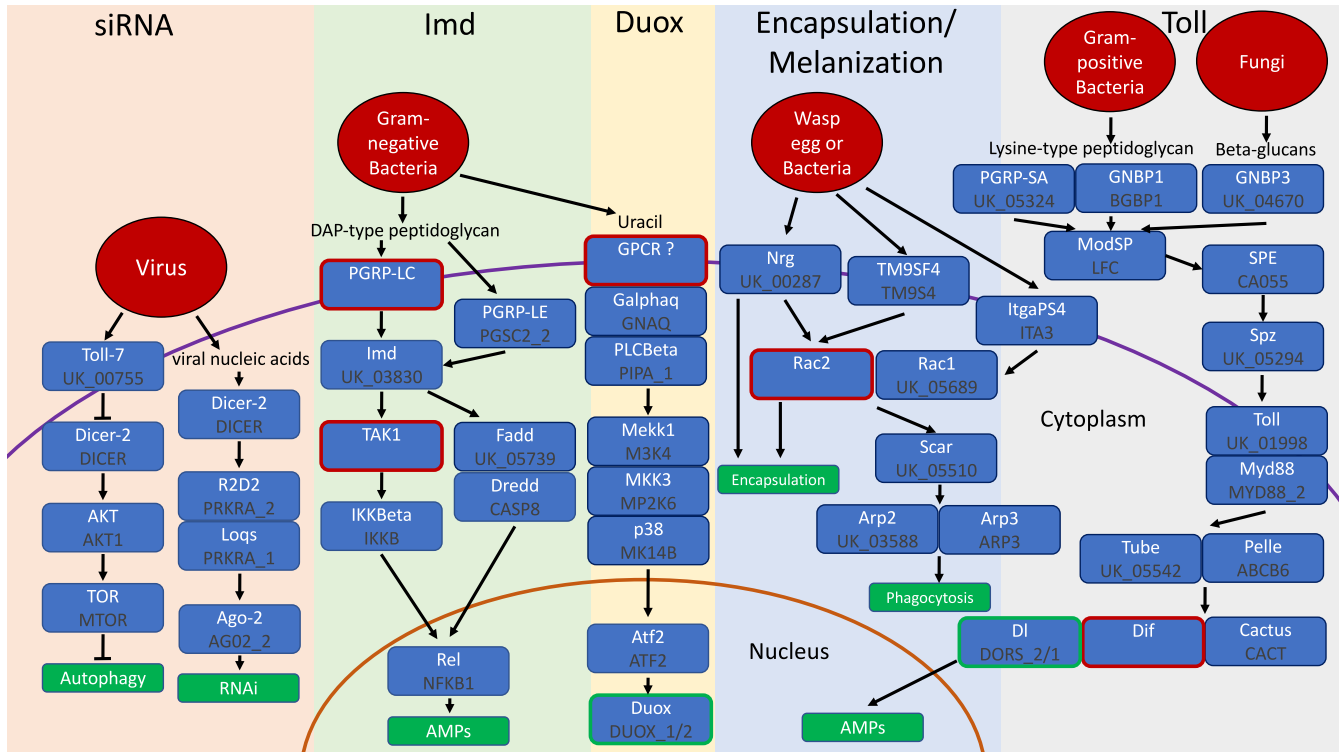 siRNA
Virus
Toll-7
UK_00755
viral nucleic acids
Dicer-2
DICER
AKT
AKT1
TOR
MTOR
Autophagy
Dicer-2
DICER
R2D2
PRKRA_2
Loqs
PRKRA_1
Ago-2
AG02_2
RNAi
Imd
Gram-
negative
Bacteria
DAP-type peptidoglycan
PGRP-LC
PGRP-LE
PGSC2_2
Imd
UK_03830
TAK1
Fadd
UK_05739
Dredd
CASP8
IKKBeta
IKKB
Rel
NFKB1
AMPs
Duox
Uracil
GPCR ?
Galphaq
GNAQ
PLCBeta
PIPA_1
Mekk1
M3K4
MKK3
MP2K6
p38
MK14B
Atf2
ATF2
Duox
DUOX_1/2
Encapsulation/
Melanization
Wasp
egg or
Bacteria
Nrg
UK_00287
TM9SF4
TM9S4
ItgaPS4
ITA3
Rac2
Rac1
UK_05689
Scar
UK_05510
Encapsulation
Arp2
UK_03588
Arp3
ARP3
Phagocytosis
Nucleus
AMPs
Toll
Gram-
positive
Bacteria
Fungi
Lysine-type peptidoglycan
Beta-glucans
PGRP-SA
UK_05324
GNBP1
BGBP1
GNBP3
UK_04670
ModSP
LFC
SPE
CA055
Spz
UK_05294
Cytoplasm
Toll
UK_01998
Myd88
MYD88_2
Tube
UK_05542
Pelle
ABCB6
Dl
DORS_2/1
Dif
Cactus
CACT